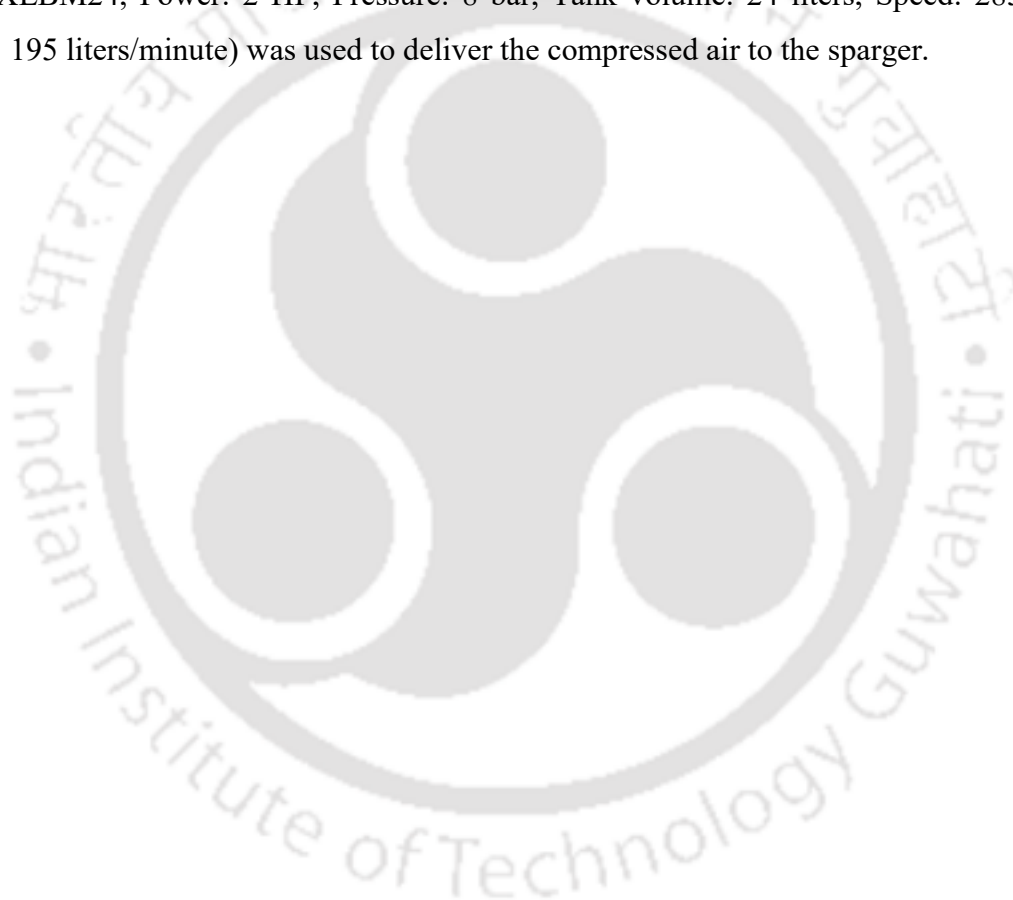 Power: 2 HP, Pressure: 8 bar, Tank volume: 24 liters, Speed:
195 liters/minute) was used to deliver the compressed air to the sparger.
• Indian Institute of Technology Guwahati •